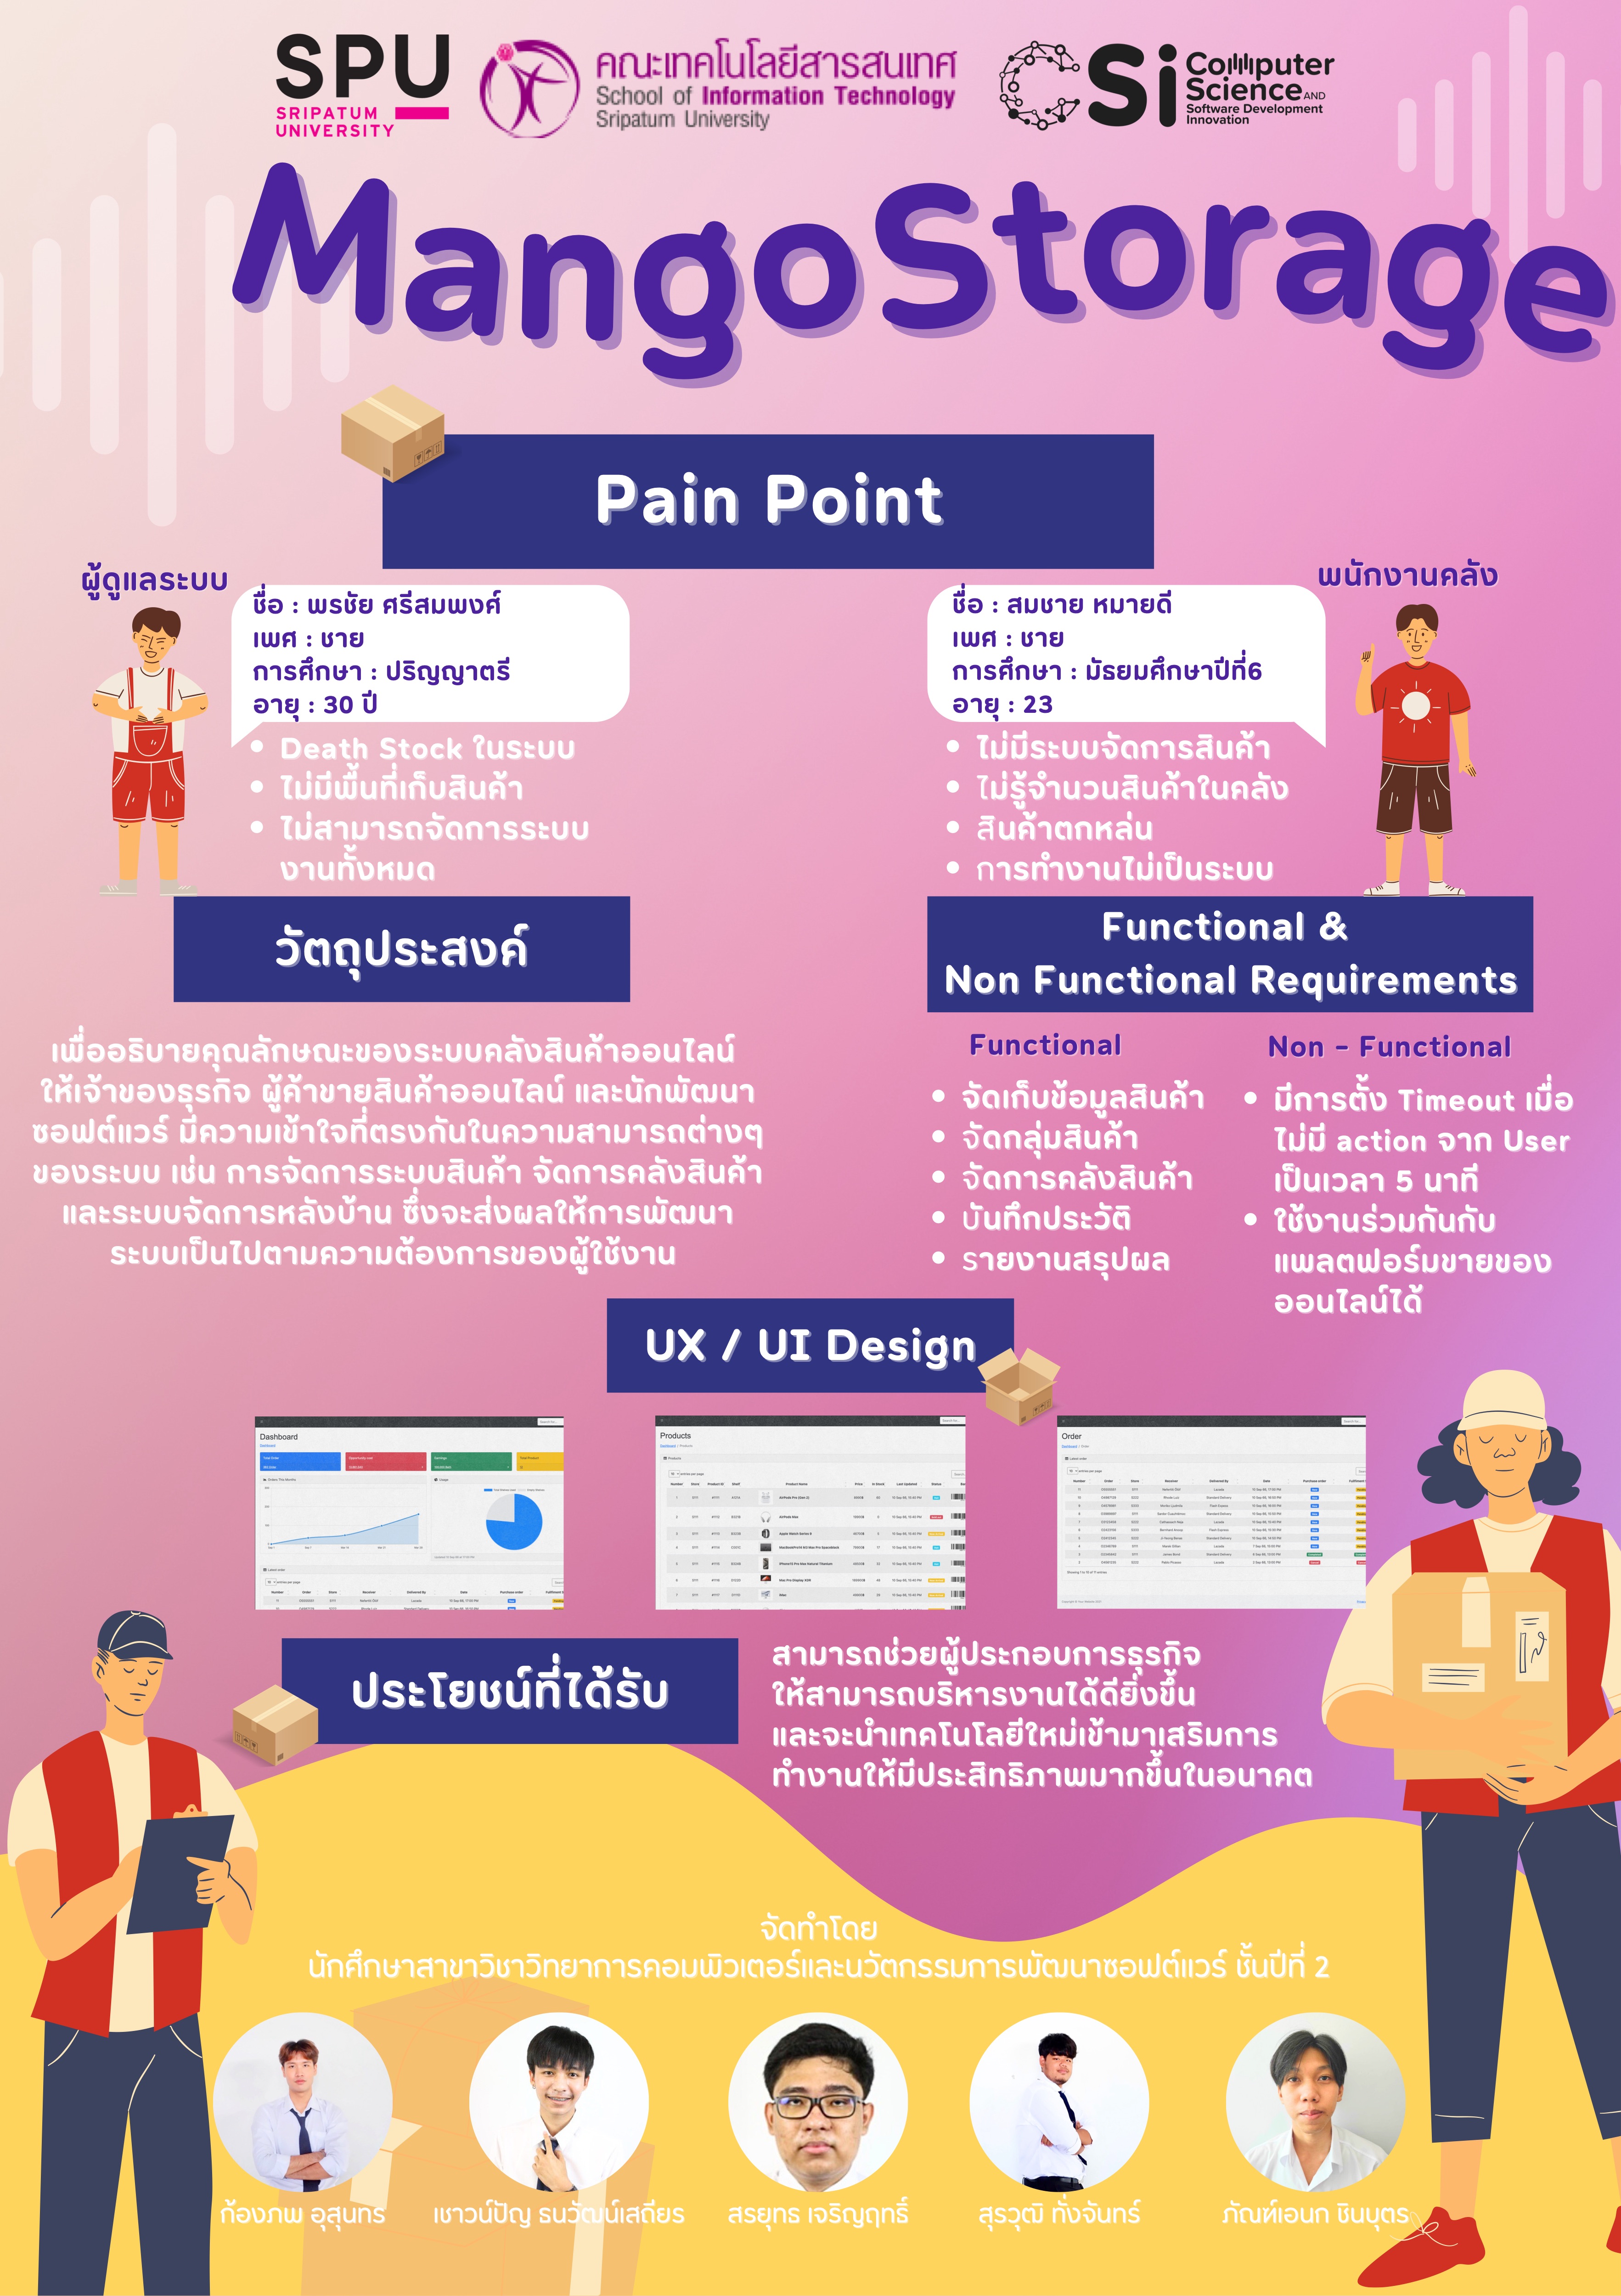 SPU
SRIPATUM
UNIVERSITY
คณะเทคโนโลยีสารสนเทศ
School of Information Technology
Sripatum University
CSi
Computer
Science AND
Software Development
Innovation
MangoStorage
Pain Point
ผู้ดูแลระบบ
ชื่อ : พรชัย ศรีสมพงศ์
เพศ : ชาย
การศึกษา : ปริญญาตรี
อายุ : 30 ปี
• Death Stock ในระบบ
• ไม่มีพื้นที่เก็บสินค้า
• ไม่สามารถจัดการระบบ
งานทั้งหมด
พนักงานคลัง
ชื่อ : สมชาย หมายดี
เพศ : ชาย
การศึกษา : มัธยมศึกษาปีที่6
อายุ : 23
• ไม่มีระบบจัดการสินค้า
• ไม่รู้จำนวนสินค้าในคลัง
• สินค้าตกหล่น
• การทำงานไม่เป็นระบบ
วัตถุประสงค์
เพื่ออธิบายคุณลักษณะของระบบคลังสินค้าออนไลน์
ให้เจ้าของธุรกิจ ผู้ค้าขายสินค้าออนไลน์ และนักพัฒนา
ซอฟต์แวร์ มีความเข้าใจที่ตรงกันในความสามารถต่างๆ
ของระบบ เช่น การจัดการระบบสินค้า จัดการคลังสินค้า
และระบบจัดการหลังบ้าน ซึ่งจะส่งผลให้การพัฒนา
ระบบเป็นไปตามความต้องการของผู้ใช้งาน
Functional &
Non Functional Requirements
Functional
• จัดเก็บข้อมูลสินค้า
• จัดกลุ่มสินค้า
• จัดการคลังสินค้า
• บันทึกประวัติ
• รายงานสรุปผล
Non - Functional
• มีการตั้ง Timeout เมื่อ
ไม่มี action จาก User
เป็นเวลา 5 นาที
• ใช้งานร่วมกันกับ
แพลตฟอร์มขายของ
ออนไลน์ได้
UX / UI Design
Dashboard
Products
Order
ประโยชน์ที่ได้รับ
สามารถช่วยผู้ประกอบการธุรกิจ
ให้สามารถบริหารงานได้ดียิ่งขึ้น
และจะนำเทคโนโลยีใหม่เข้ามาเสริมการ
ทำงานให้มีประสิทธิภาพมากขึ้นในอนาคต
จัดทำโดย
นักศึกษาสาขาวิชาวิทยาการคอมพิวเตอร์และนวัตกรรมการพัฒนาซอฟต์แวร์ ชั้นปีที่ 2
ก้องภพ อุสุนทร
เชาวน์ปัญ ธนวัฒน์เสถียร
สรยุทธ เจริญฤทธิ์
สุรวุฒิ ทั่งจันทร์
ภัณฑ์เอนก ชินบุตร